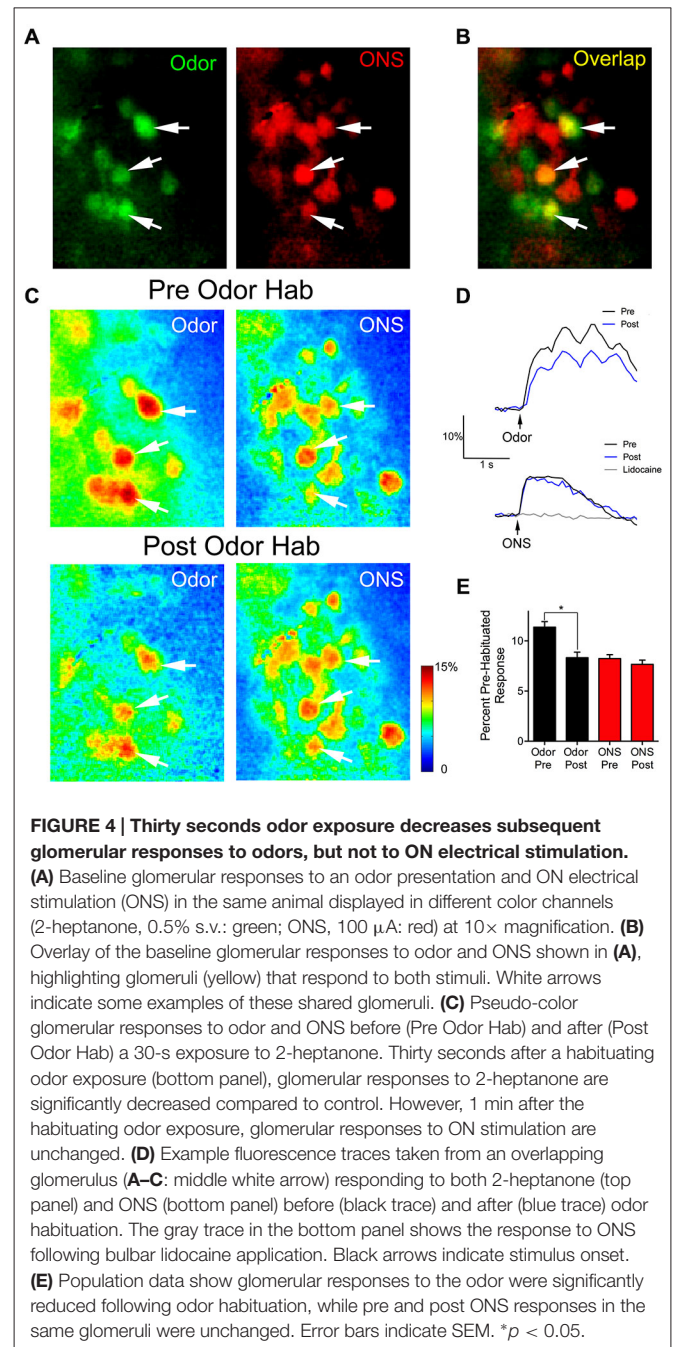 A
Odor
ONS
B
Overlap
C
Pre Odor Hab
Odor
ONS
Post Odor Hab
Odor
ONS
15%
0
D
Pre
Post
Odor
10%
1 s
Pre
Post
Lidocaine
ONS
E
*
Percent Pre-Habituated
Response
10
5
0
Odor Pre
Odor Post
ONS Pre
ONS Post
FIGURE 4 | Thirty seconds odor exposure decreases subsequent
glomerular responses to odors, but not to ON electrical stimulation.
(A) Baseline glomerular responses to an odor presentation and ON electrical
stimulation (ONS) in the same animal displayed in different color channels
(2-heptanone, 0.5% s.v.: green; ONS, 100 μA: red) at 10× magnification. (B)
Overlay of the baseline glomerular responses to odor and ONS shown in (A),
highlighting glomeruli (yellow) that respond to both stimuli. White arrows
indicate some examples of these shared glomeruli. (C) Pseudo-color
glomerular responses to odor and ONS before (Pre Odor Hab) and after (Post
Odor Hab) a 30-s exposure to 2-heptanone. Thirty seconds after a habituating
odor exposure (bottom panel), glomerular responses to 2-heptanone are
significantly decreased compared to control. However, 1 min after the
habituating odor exposure, glomerular responses to ON stimulation are
unchanged. (D) Example fluorescence traces taken from an overlapping
glomerulus (A–C: middle white arrow) responding to both 2-heptanone (top
panel) and ONS (bottom panel) before (black trace) and after (blue trace) odor
habituation. The gray trace in the bottom panel shows the response to ONS
following bulbar lidocaine application. Black arrows indicate stimulus onset.
(E) Population data show glomerular responses to the odor were significantly
reduced following odor habituation, while pre and post ONS responses in the
same glomeruli were unchanged. Error bars indicate SEM. *p < 0.05.